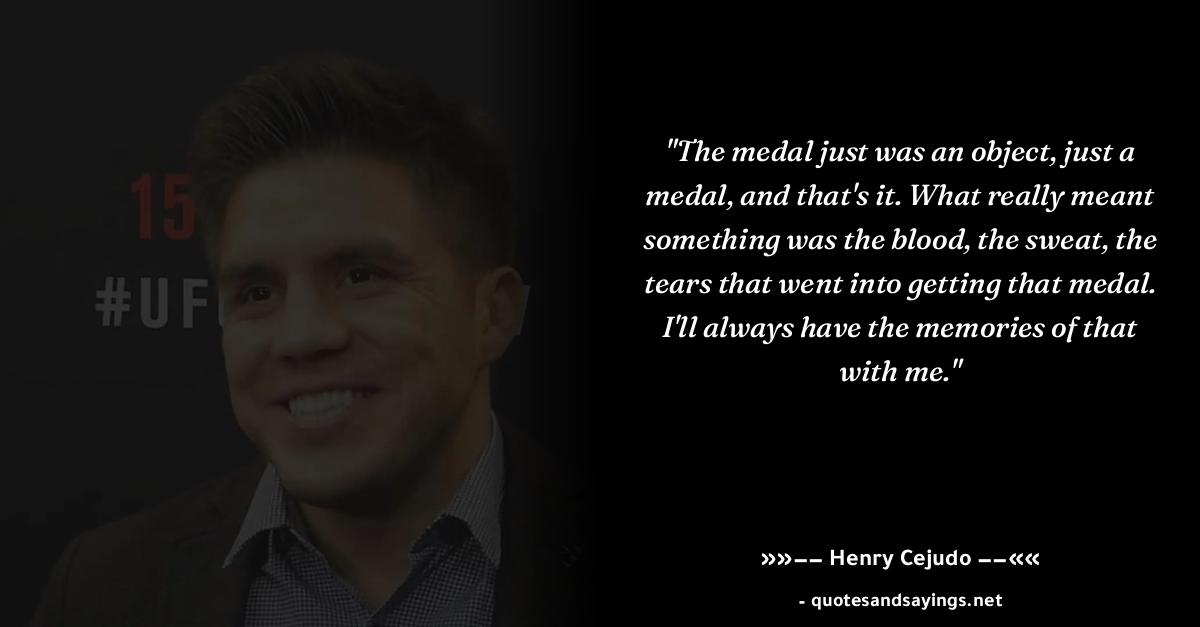 15
#UF
"The medal just was an object, just a
medal, and that's it. What really meant
something was the blood, the sweat, the
tears that went into getting that medal.
I'll always have the memories of that
with me."
»»–– Henry Cejudo ––««
- quotesandsayings.net